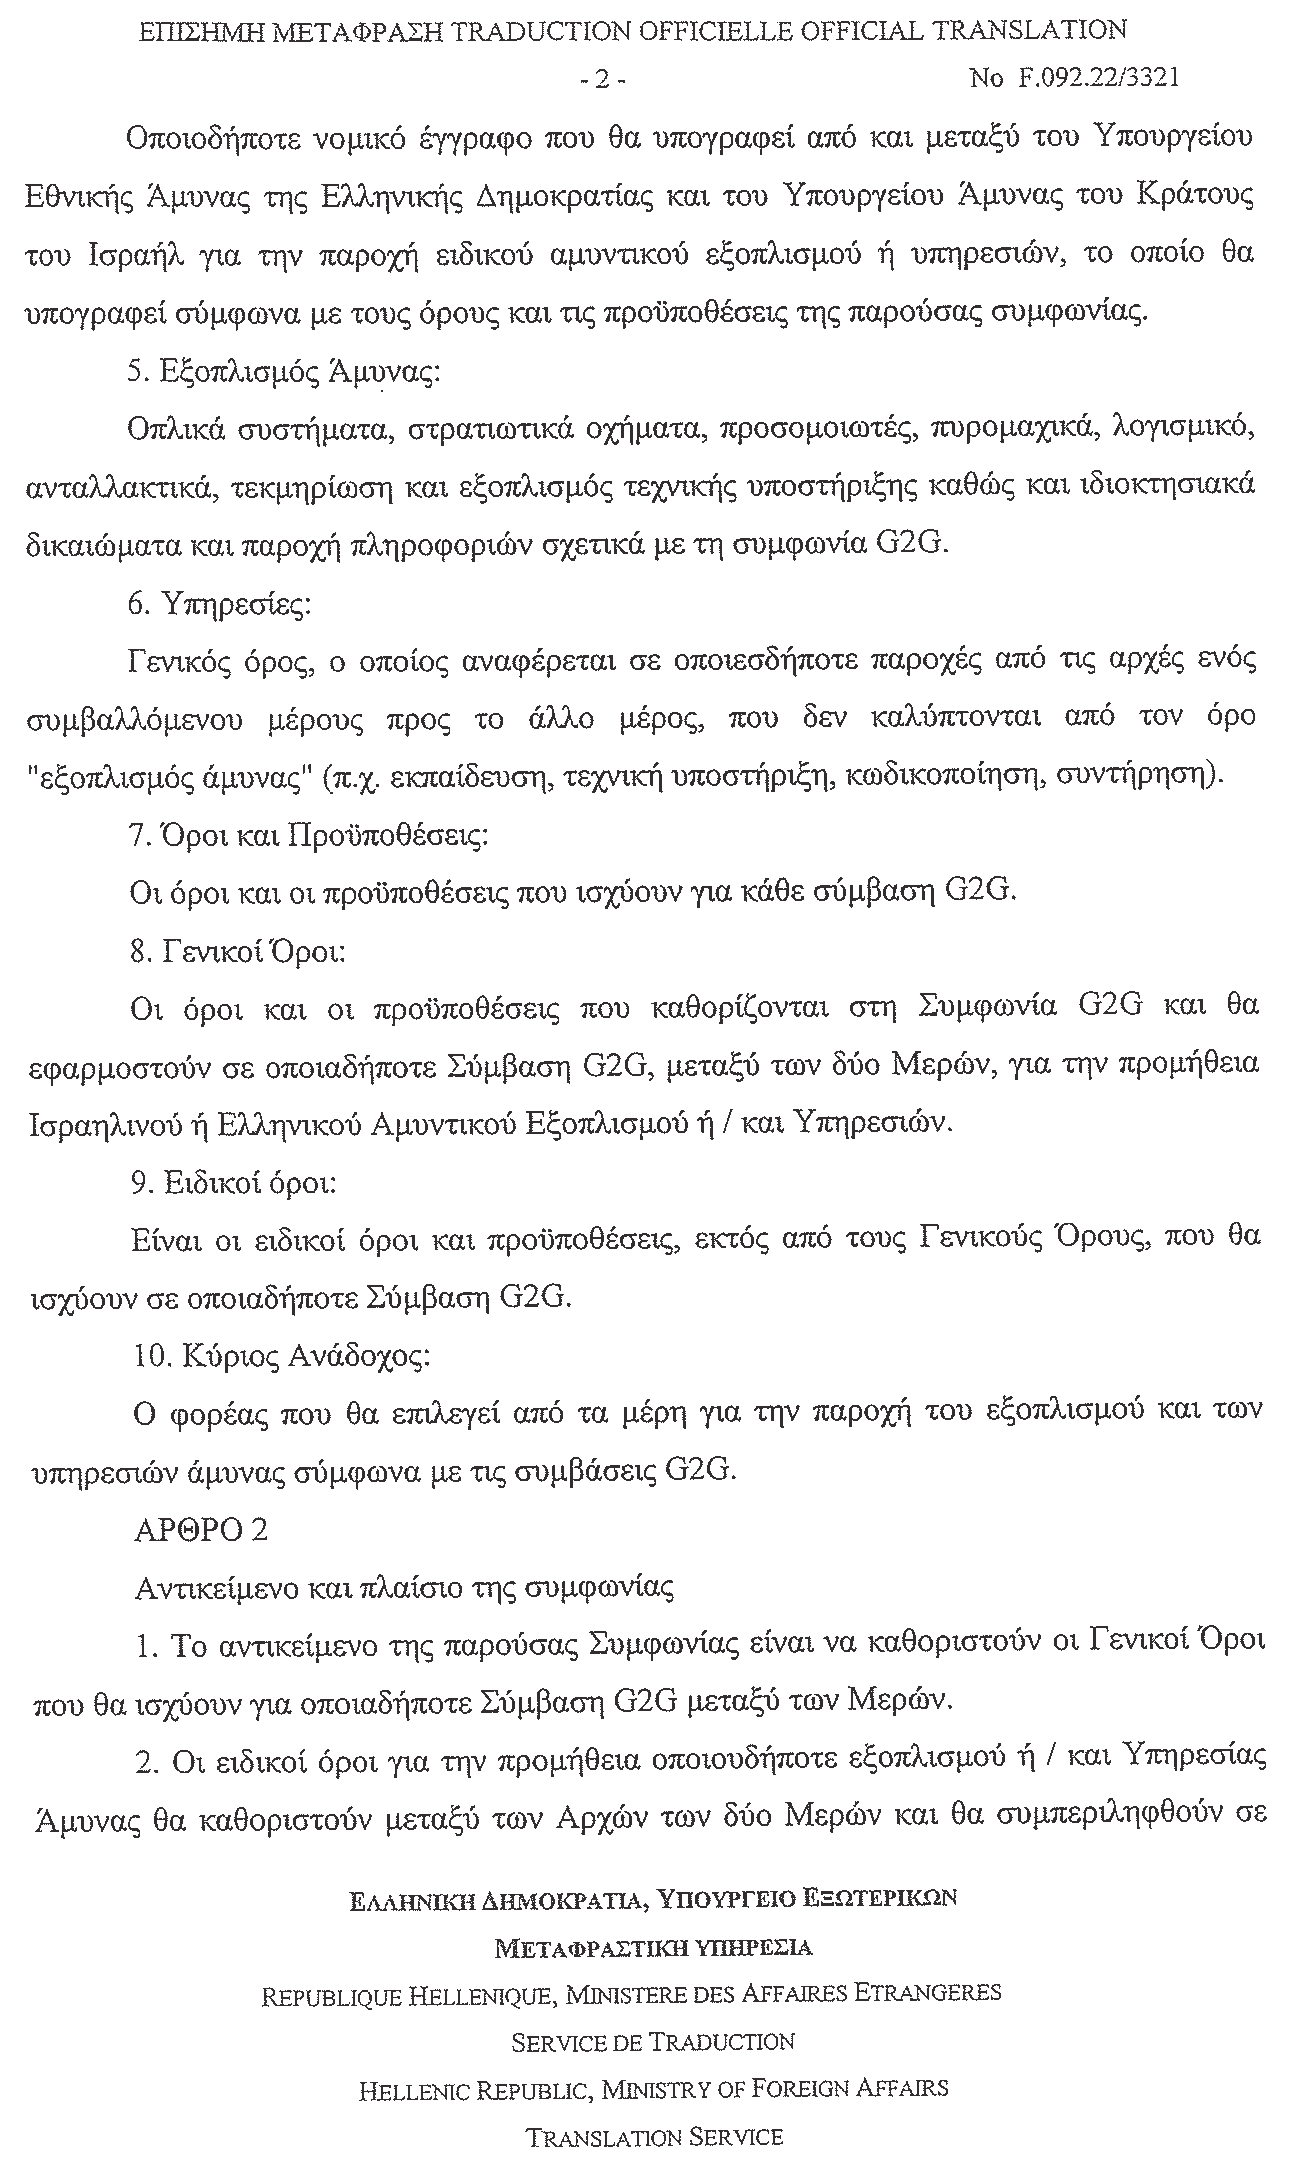 ΕΠΙΣΗΜΗ ΜΕΤΑΦΡΑΣΗ TRADUCTION OFFICIELLE OFFICIAL TRANSLATION
- 2 -
No F.092.22/3321
Οποιοδήποτε νομικό έγγραφο που θα υπογραφεί από και μεταξύ του Υπουργείου
Εθνικής Άμυνας της Ελληνικής Δημοκρατίας και του Υπουργείου Άμυνας του Κράτους
του Ισραήλ για την παροχή ειδικού αμυντικού εξοπλισμού ή υπηρεσιών, το οποίο θα
υπογραφεί σύμφωνα με τους όρους και τις προϋποθέσεις της παρούσας συμφωνίας.
5. Εξοπλισμός Άμυνας:
Οπλικά συστήματα, στρατιωτικά οχήματα, προσομοιωτές, πυρομαχικά, λογισμικό,
ανταλλακτικά, τεκμηρίωση και εξοπλισμός τεχνικής υποστήριξης καθώς και ιδιοκτησιακά
δικαιώματα και παροχή πληροφοριών σχετικά με τη συμφωνία G2G.
6. Υπηρεσίες:
Γενικός όρος, ο οποίος αναφέρεται σε οποιεσδήποτε παροχές από τις αρχές ενός
συμβαλλόμενου μέρους προς το άλλο μέρος, που δεν καλύπτονται από τον όρο
"εξοπλισμός άμυνας" (π.χ. εκπαίδευση, τεχνική υποστήριξη, κωδικοποίηση, συντήρηση).
7. Όροι και Προϋποθέσεις:
Οι όροι και οι προϋποθέσεις που ισχύουν για κάθε σύμβαση G2G.
8. Γενικοί Όροι:
Οι όροι και οι προϋποθέσεις που καθορίζονται στη Συμφωνία G2G και θα
εφαρμοστούν σε οποιαδήποτε Σύμβαση G2G, μεταξύ των δύο Μερών, για την προμήθεια
Ισραηλινού ή Ελληνικού Αμυντικού Εξοπλισμού ή / και Υπηρεσιών.
9. Ειδικοί όροι:
Είναι οι ειδικοί όροι και προϋποθέσεις, εκτός από τους Γενικούς Όρους, που θα
ισχύουν σε οποιαδήποτε Σύμβαση G2G.
10. Κύριος Ανάδοχος:
Ο φορέας που θα επιλεγεί από τα μέρη για την παροχή του εξοπλισμού και των
υπηρεσιών άμυνας σύμφωνα με τις συμβάσεις G2G.
ΑΡΘΡΟ 2
Αντικείμενο και πλαίσιο της συμφωνίας
1. Το αντικείμενο της παρούσας Συμφωνίας είναι να καθοριστούν οι Γενικοί Όροι
που θα ισχύουν για οποιαδήποτε Σύμβαση G2G μεταξύ των Μερών.
2. Οι ειδικοί όροι για την προμήθεια οποιουδήποτε εξοπλισμού ή / και Υπηρεσίας
Άμυνας θα καθοριστούν μεταξύ των Αρχών των δύο Μερών και θα συμπεριληφθούν σε
ΕΛΛΗΝΙΚΗ ΔΗΜΟΚΡΑΤΙΑ, ΥΠΟΥΡΓΕΙΟ ΕΞΩΤΕΡΙΚΩΝ
ΜΕΤΑΦΡΑΣΤΙΚΗ ΥΠΗΡΕΣΙΑ
REPUBLIQUE HELLENIQUE, MINISTERE DES AFFAIRES ETRANGERES
SERVICE DE TRADUCTION
HELLENIC REPUBLIC, MINISTRY OF FOREIGN AFFAIRS
TRANSLATION SERVICE